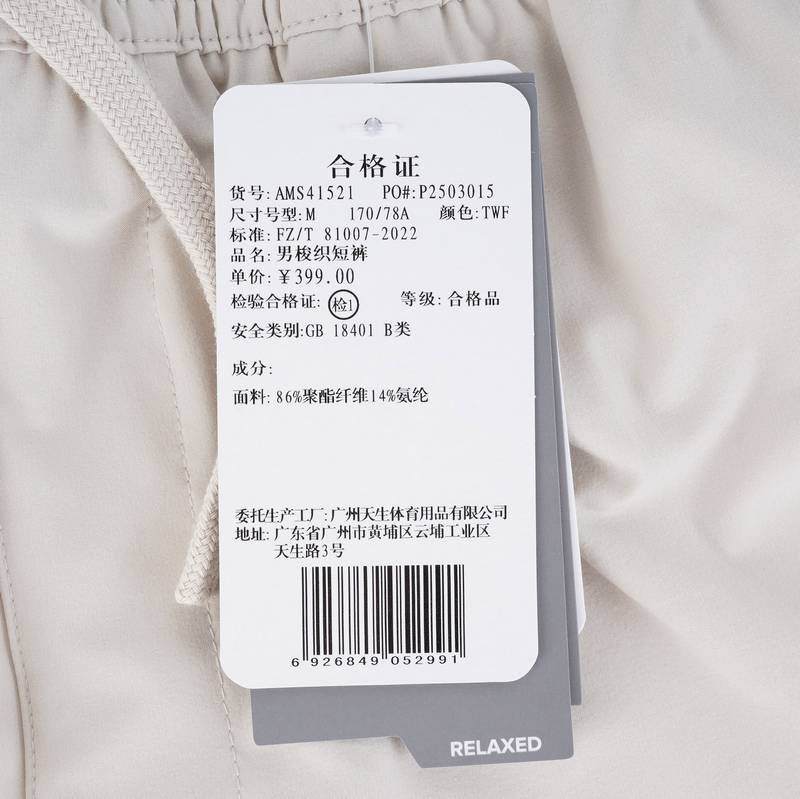 合格证
货号:AMS41521 PO#:P2503015
尺寸号型:M 170/78A 颜色:TWF
标准:FZ/T 81007-2022
品名:男梭织短裤
单价:¥399.00
检验合格证: 检1 等级:合格品
安全类别:GB 18401 B类
成分:
面料: 86%聚酯纤维14%氨纶
委托生产工厂:广州天生体育用品有限公司
地址: 广东省广州市黄埔区云埔工业区
天生路3号
6 926849 052991
RELAXED